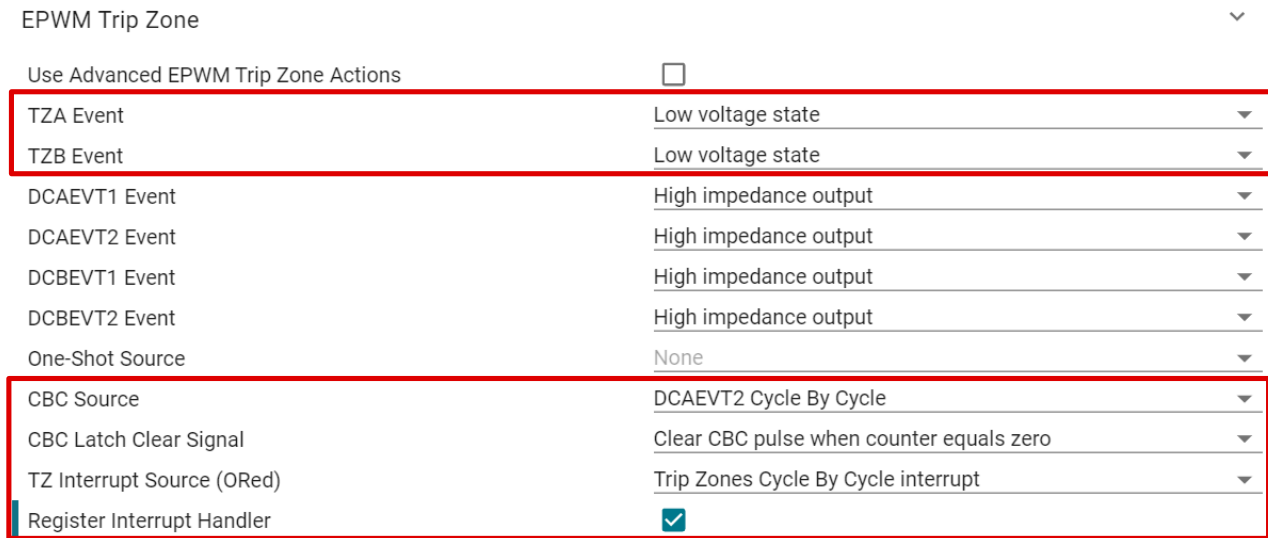 EPWM Trip Zone
Use Advanced EPWM Trip Zone Actions
TZA Event Low voltage state
TZB Event Low voltage state
DCAEVT1 Event High impedance output
DCAEVT2 Event High impedance output
DCBEVT1 Event High impedance output
DCBEVT2 Event High impedance output
One-Shot Source None
CBC Source DCAEVT2 Cycle By Cycle
CBC Latch Clear Signal Clear CBC pulse when counter equals zero
TZ Interrupt Source (ORed) Trip Zones Cycle By Cycle interrupt
Register Interrupt Handler